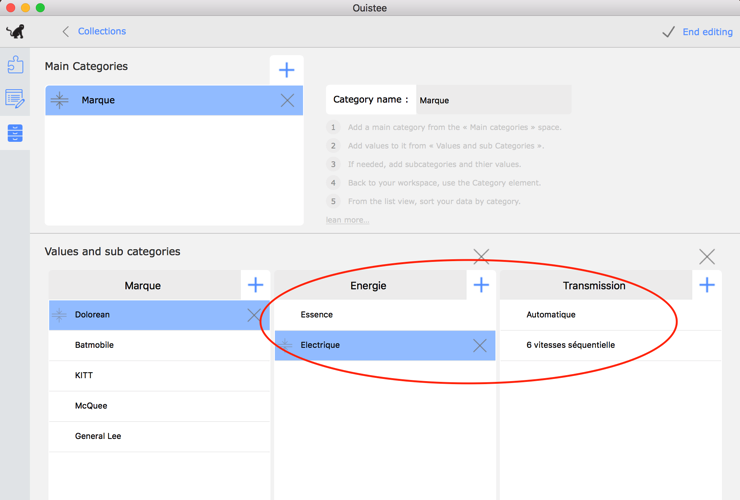 Ouistee
Collections
End editing
Main Categories
Marque
Category name :
Marque
1 Add a main category from the « Main categories » space.
2 Add values to it from « Values and sub Categories ».
3 If needed, add subcategories and thier values.
4 Back to your workspace, use the Category element.
5 From the list view, sort your data by category.
lean more...
Values and sub categories
Marque
Energie
Transmission
Dolorean
Essence
Automatique
Batmobile
Electrique
6 vitesses séquentielle
KITT
McQuee
General Lee